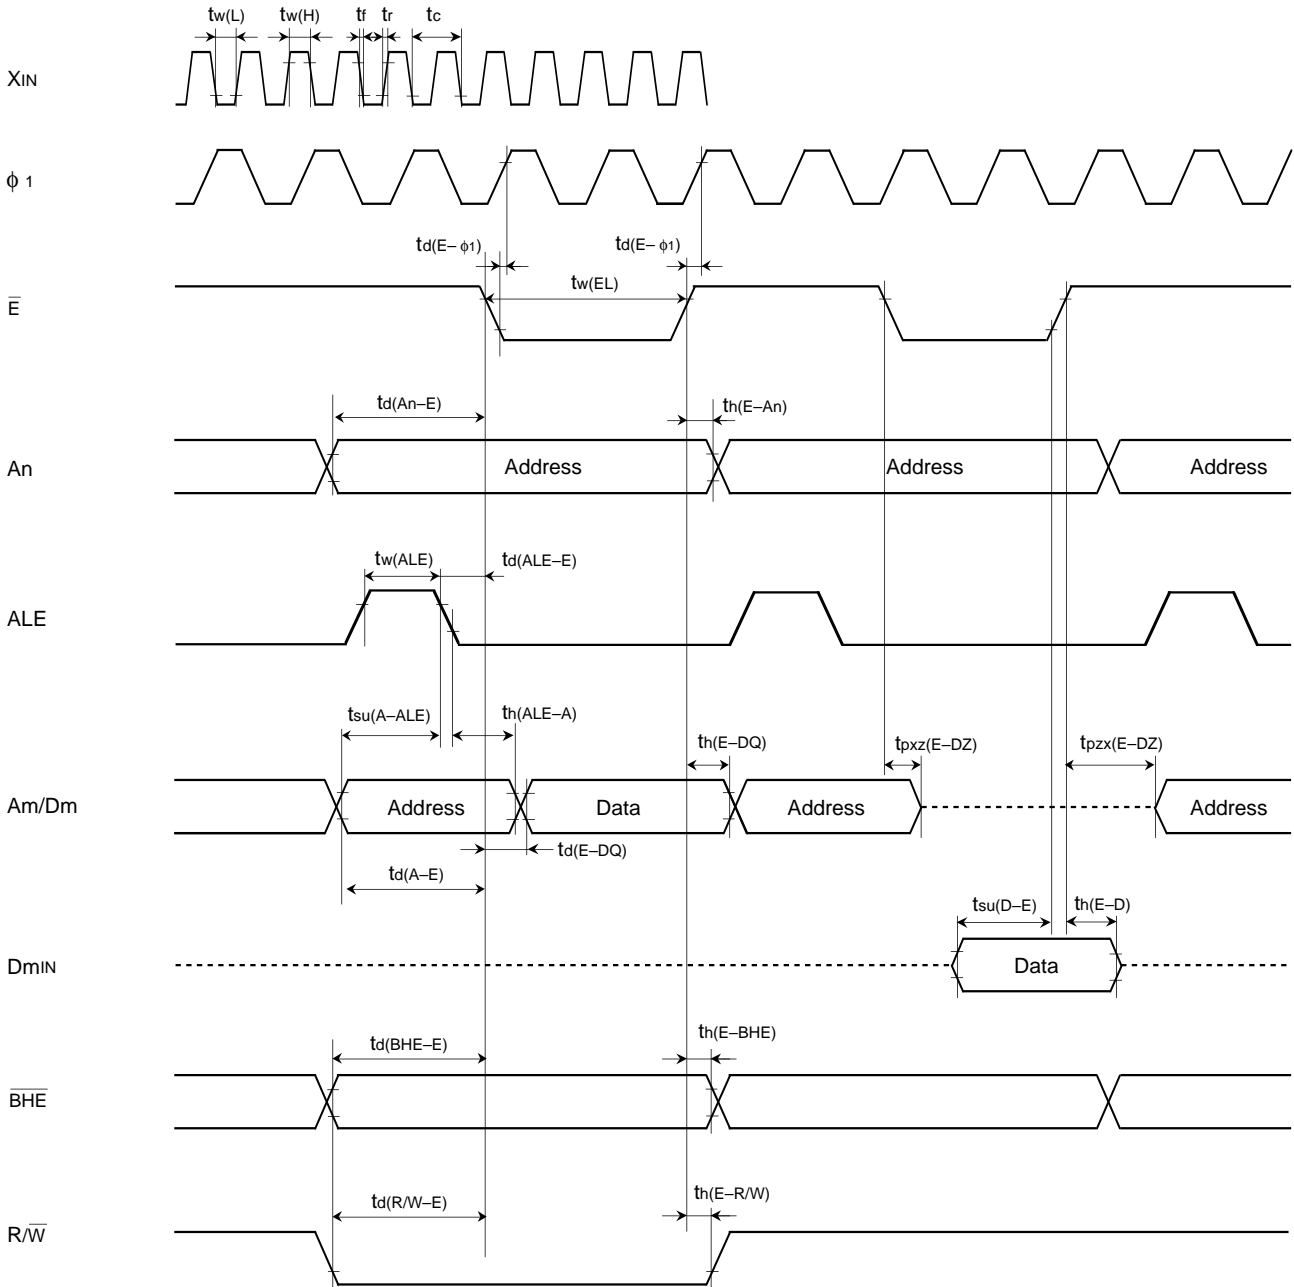 tw(L) tw(H) tf tr tc
XIN
ϕ 1
td(E– ϕ1) td(E– ϕ1)
tw(EL)
E̅
td(An–E) th(E–An)
An Address Address Address
tw(ALE) td(ALE–E)
ALE
tsu(A–ALE) th(ALE–A) th(E–DQ) tpxz(E–DZ) tpzx(E–DZ)
Am/Dm Address Data Address Address
td(E–DQ)
td(A–E)
tsu(D–E) th(E–D)
DmIN Data
th(E–BHE)
td(BHE–E)
B̅H̅E̅
td(R/W–E) th(E–R/W)
R/W̅